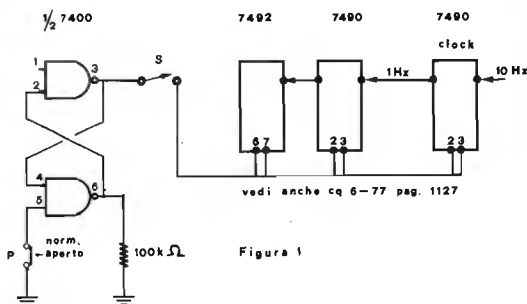 ½ 7400
7492
7490
7490
clock
1
2
3
S
1Hz
10 Hz
6 7
2 3
2 3
4
5
6
vedi anche cq 6-77 pag. 1127
P
norm.
aperto
100k Ω
Figura 1